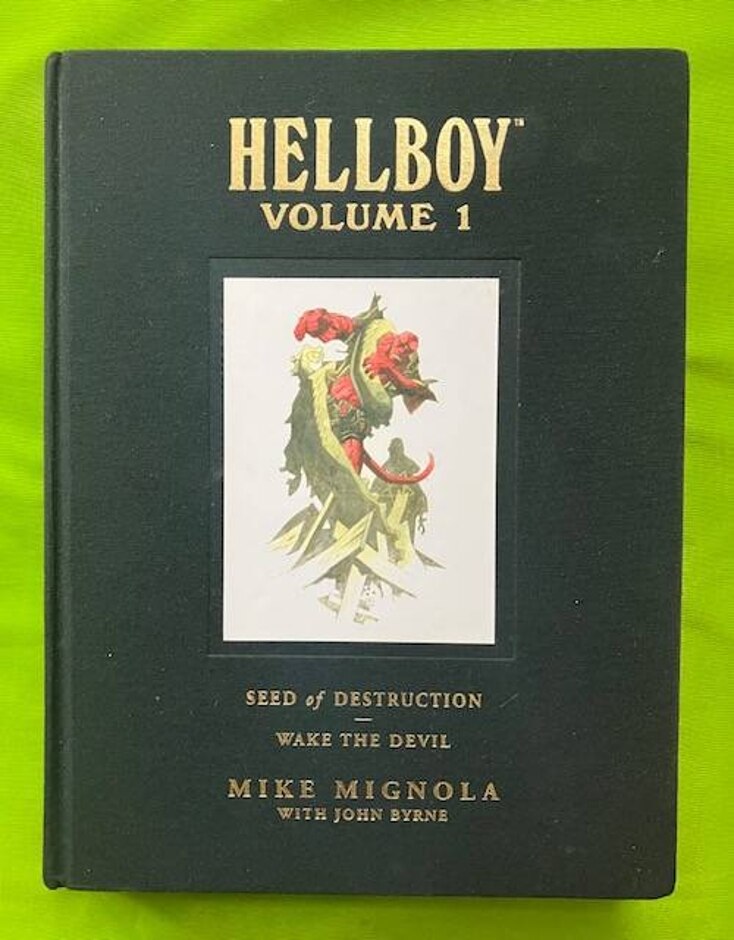 HELLBOY™
VOLUME 1
SEED of DESTRUCTION
—
WAKE THE DEVIL
MIKE MIGNOLA
WITH JOHN BYRNE